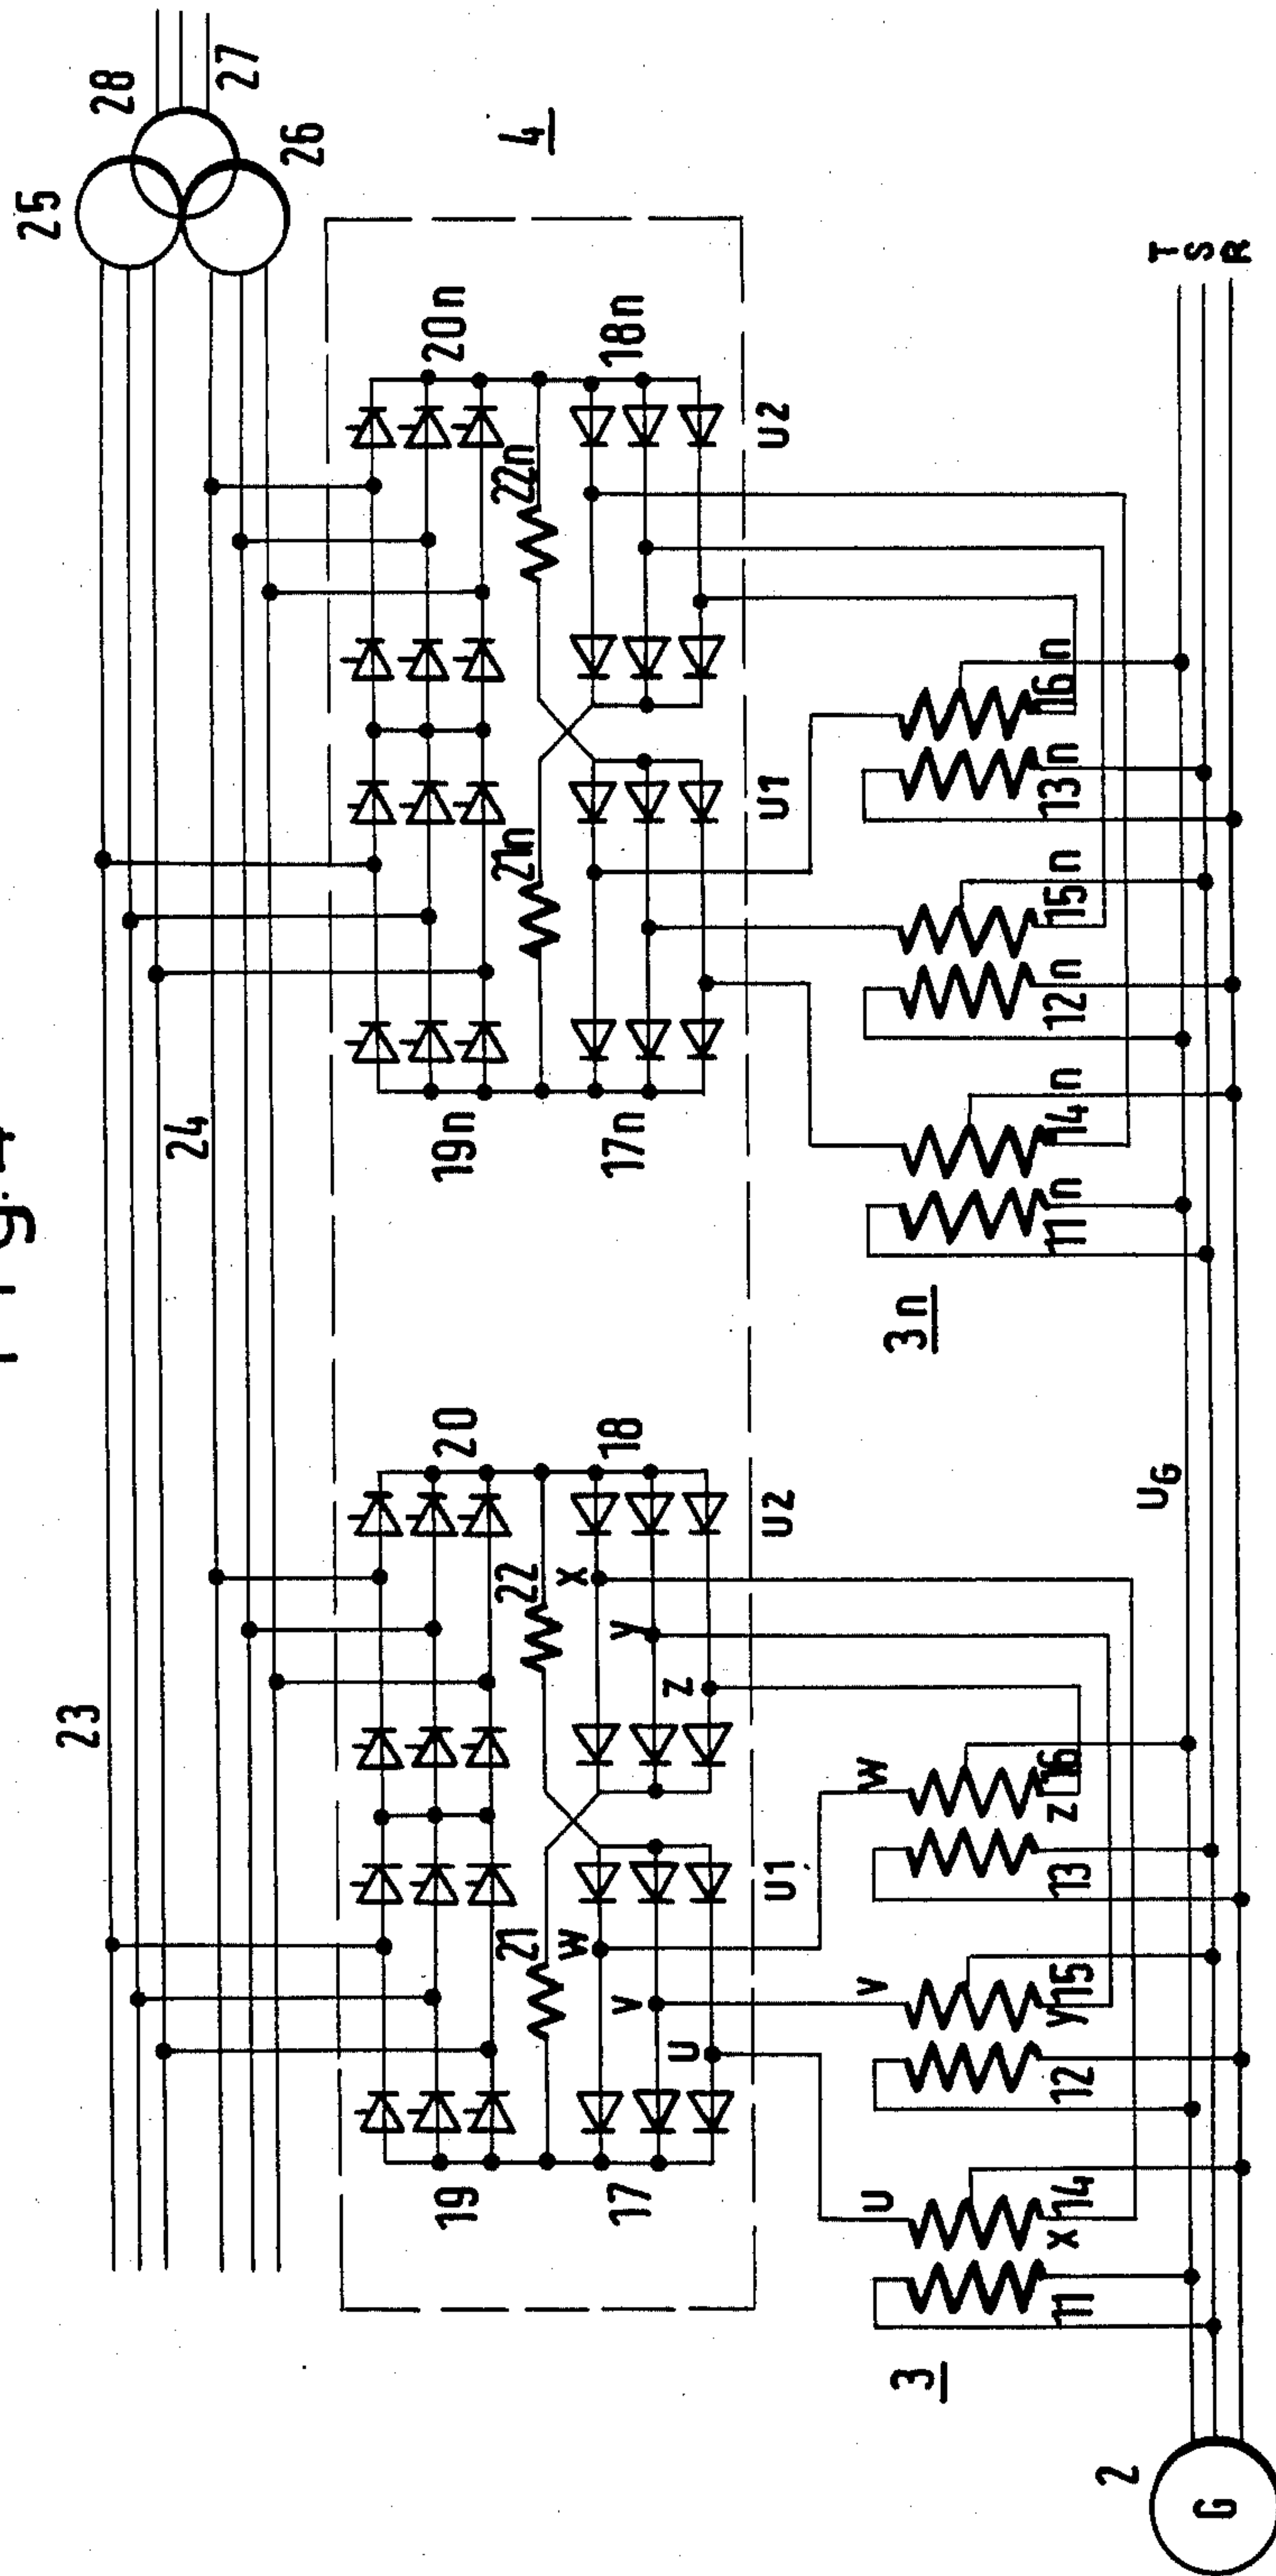 Fig. 4
25
28
27
26
23
24
4
20
20n
19
19n
22
22n
21
21n
18
18n
17
17n
X
y
Z
W
V
U
U2
U1
U2
U1
U
V
W
X
14
y
15
Z
16
11
12
13
11n
14n
12n
15n
13n
16n
3
3n
UG
T
S
R
2
G